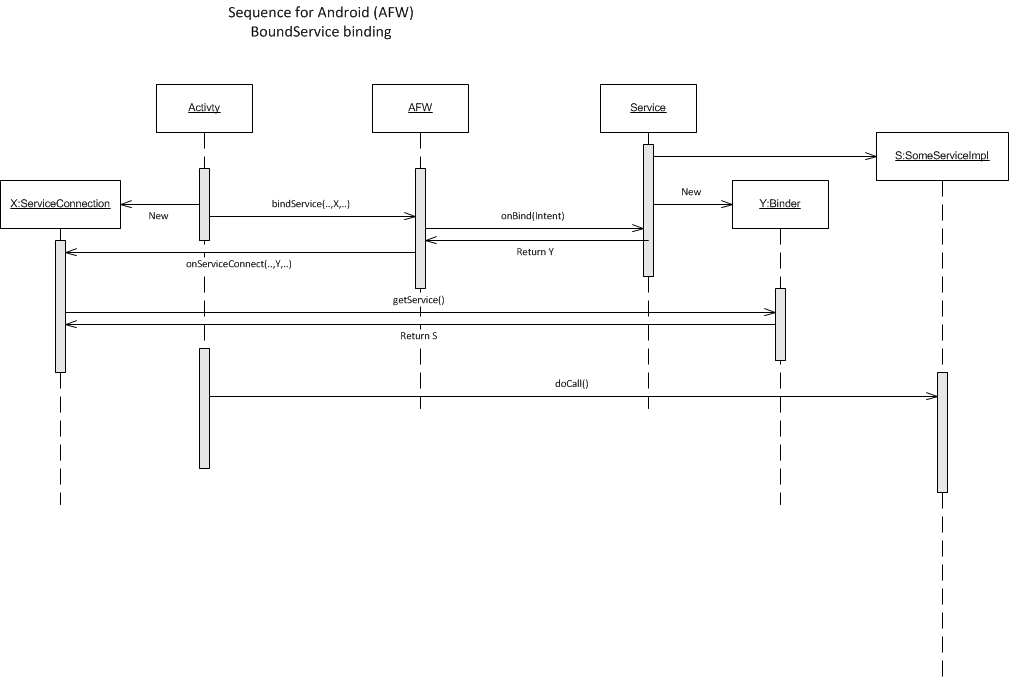 Sequence for Android (AFW)
BoundService binding
Activty
AFW
Service
S:SomeServiceImpl
X:ServiceConnection
New
bindService(..,X,..)
onBind(Intent)
New
Y:Binder
Return Y
onServiceConnect(..,Y,..)
getService()
Return S
doCall()